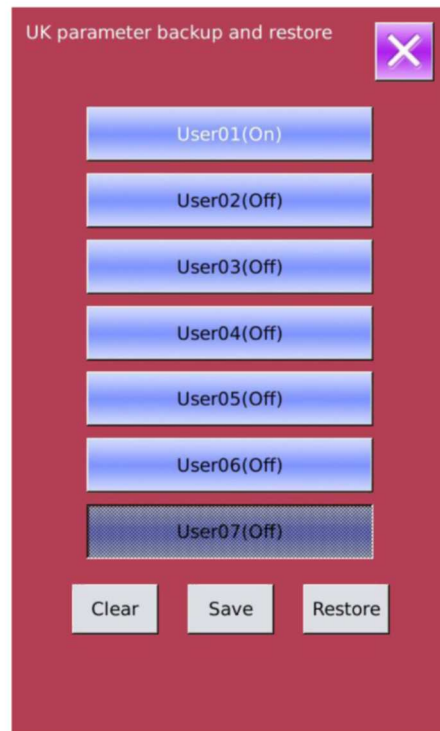 UK parameter backup and restore
User01(On)
User02(Off)
User03(Off)
User04(Off)
User05(Off)
User06(Off)
User07(Off)
Clear Save Restore